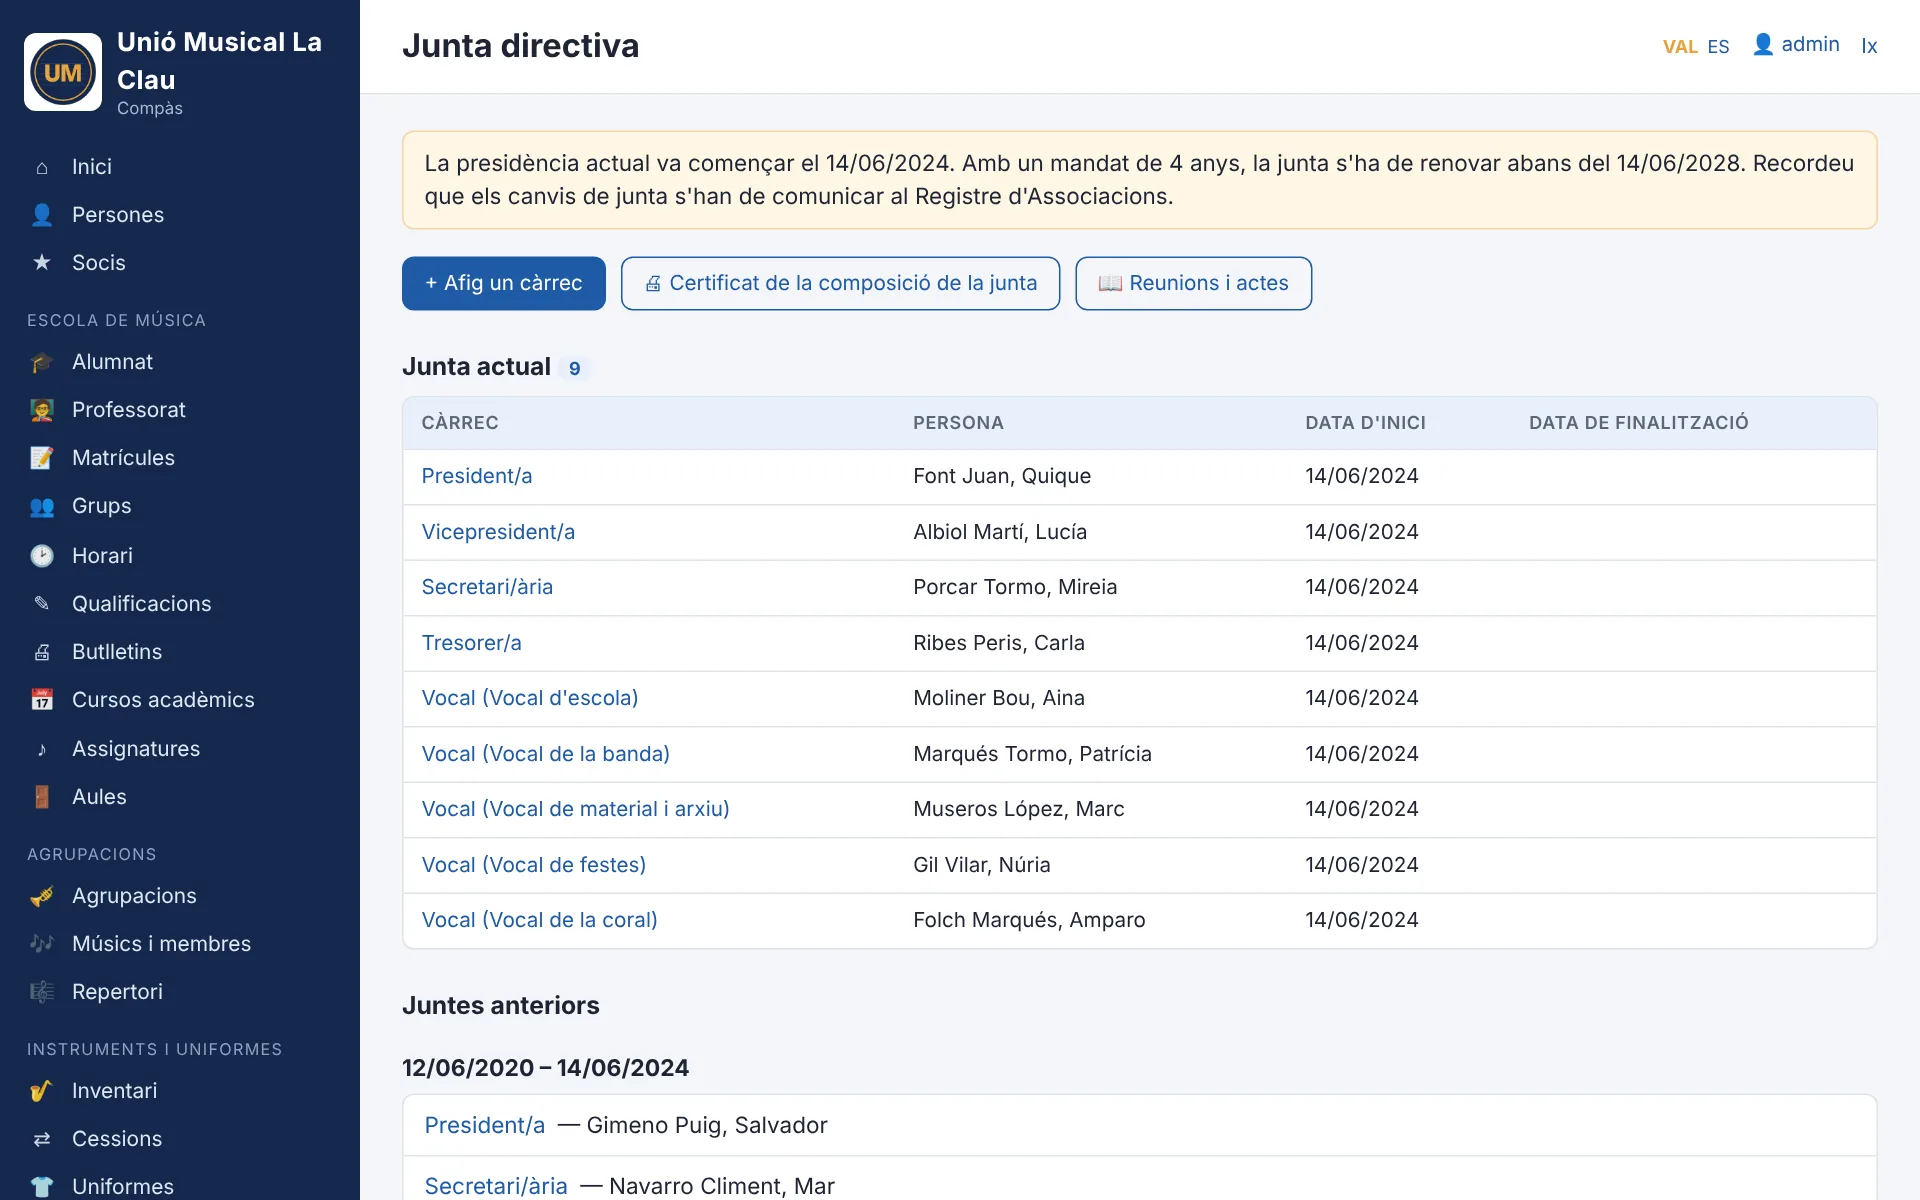 UM
Unió Musical La
Clau
Compàs
Inici
Persones
Socis
ESCOLA DE MÚSICA
Alumnat
Professorat
Matrícules
Grups
Horari
Qualificacions
Butlletins
Cursos acadèmics
Assignatures
Aules
AGRUPACIONS
Agrupacions
Músics i membres
Repertori
INSTRUMENTS I UNIFORMES
Inventari
Cessions
Uniformes
Junta directiva
VAL ES admin Ix
La presidència actual va començar el 14/06/2024. Amb un mandat de 4 anys, la junta s'ha de renovar abans del 14/06/2028. Recordeu
que els canvis de junta s'han de comunicar al Registre d'Associacions.
+ Afig un càrrec Certificat de la composició de la junta Reunions i actes
Junta actual 9
CÀRREC PERSONA DATA D'INICI DATA DE FINALITZACIÓ
President/a Font Juan, Quique 14/06/2024
Vicepresident/a Albiol Martí, Lucía 14/06/2024
Secretari/ària Porcar Tormo, Mireia 14/06/2024
Tresorer/a Ribes Peris, Carla 14/06/2024
Vocal (Vocal d'escola) Moliner Bou, Aina 14/06/2024
Vocal (Vocal de la banda) Marqués Tormo, Patrícia 14/06/2024
Vocal (Vocal de material i arxiu) Museros López, Marc 14/06/2024
Vocal (Vocal de festes) Gil Vilar, Núria 14/06/2024
Vocal (Vocal de la coral) Folch Marqués, Amparo 14/06/2024
Juntes anteriors
12/06/2020 – 14/06/2024
President/a — Gimeno Puig, Salvador
Secretari/ària — Navarro Climent, Mar